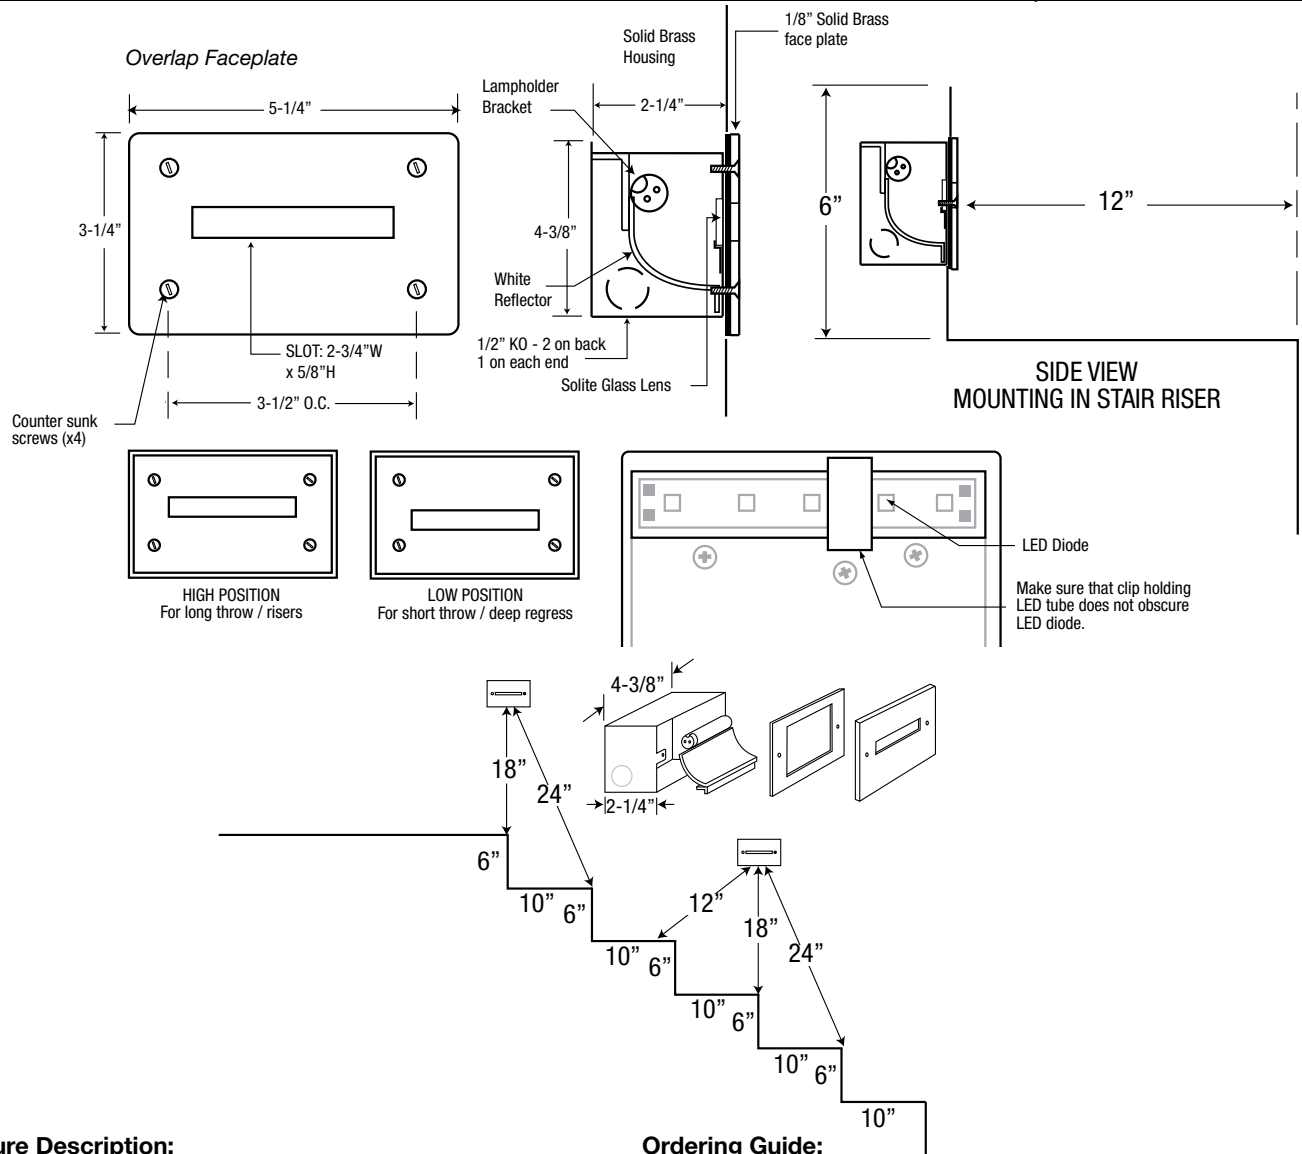 Overlap Faceplate
5-1/4”
3-1/4”
SLOT: 2-3/4”W
x 5/8”H
3-1/2” O.C.
Counter sunk
screws (x4)
Solid Brass
Housing
1/8” Solid Brass
face plate
Lampholder
Bracket
2-1/4”
4-3/8”
White
Reflector
1/2” KO - 2 on back
1 on each end
Solite Glass Lens
6”
12”
SIDE VIEW
MOUNTING IN STAIR RISER
HIGH POSITION
For long throw / risers
LOW POSITION
For short throw / deep regress
LED Diode
Make sure that clip holding
LED tube does not obscure
LED diode.
4-3/8”
2-1/4”
18”
24”
6”
10”
6”
12”
18”
24”
10”
6”
10”
6”
10”
6”
10”
ure Description:
Ordering Guide: